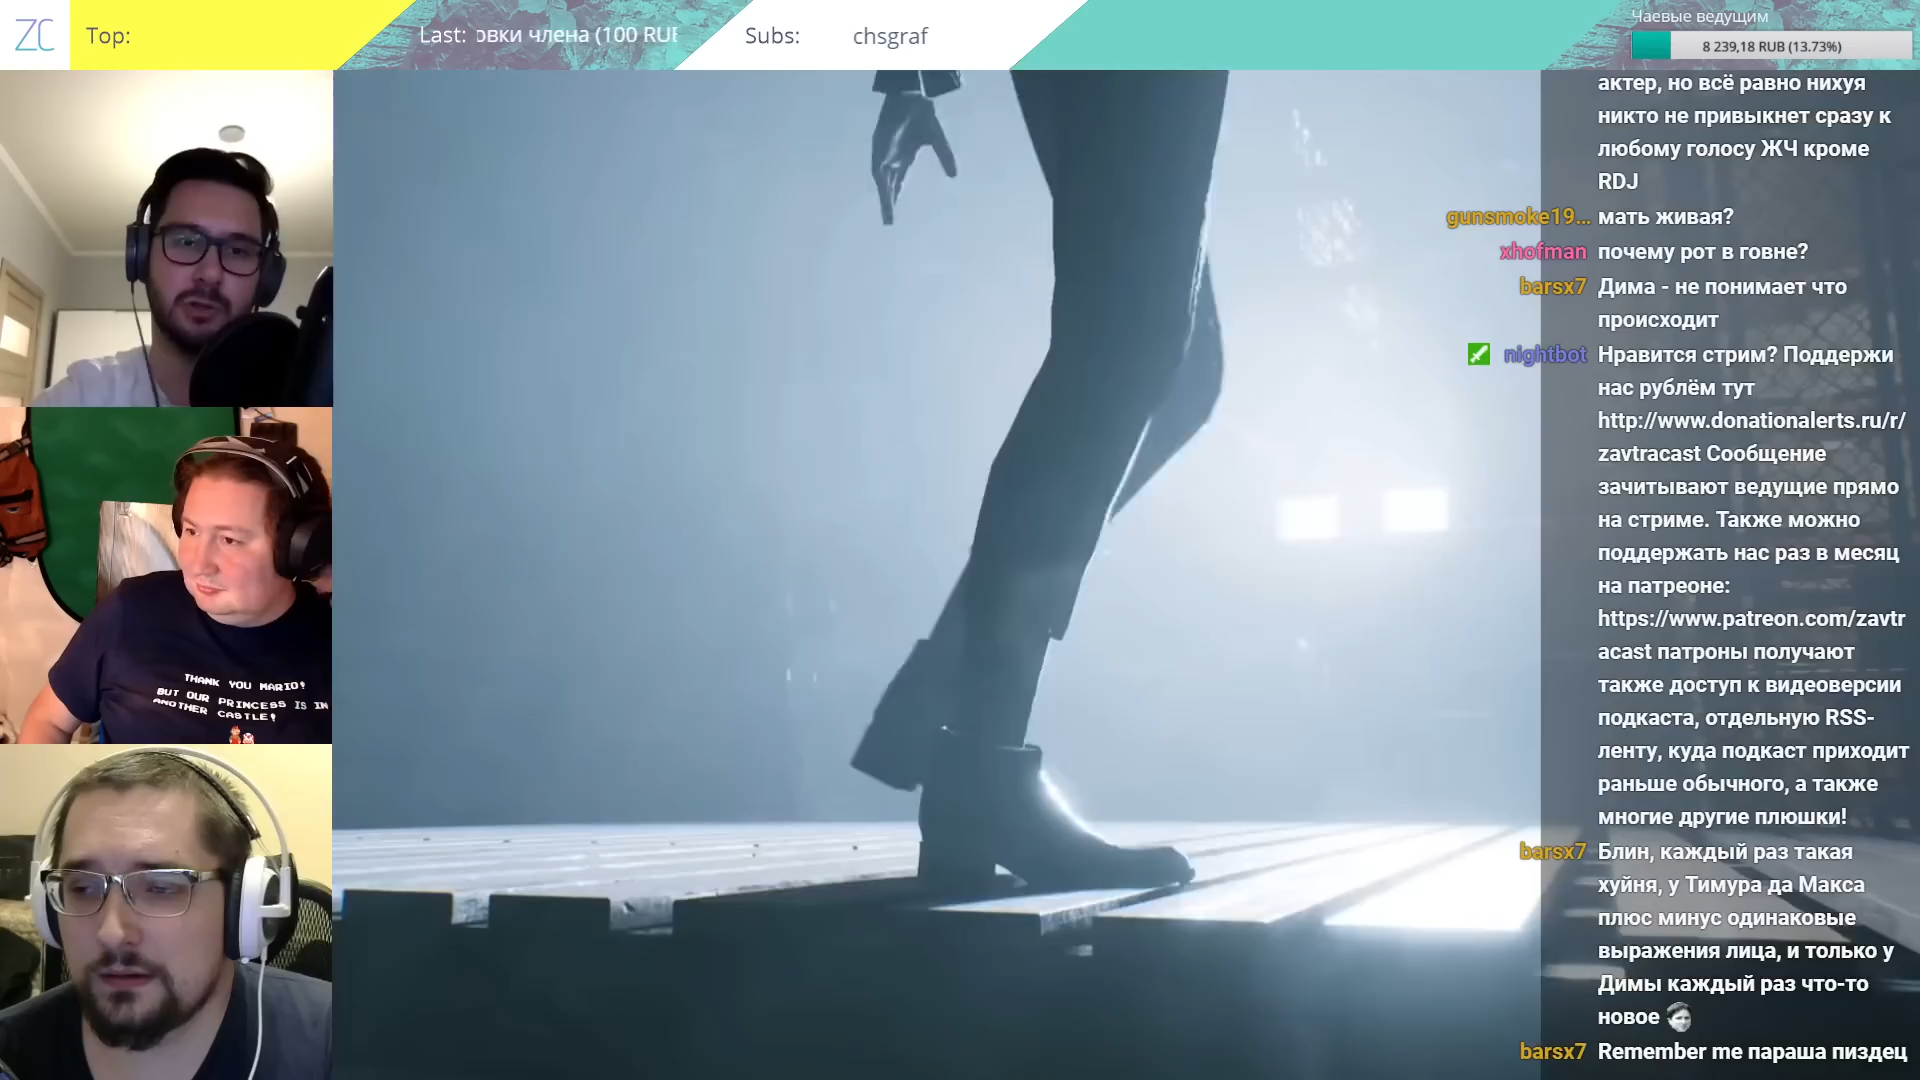 ZC
Top:
Last: овки члена (100 RUB
Subs:
chsgraf
Чаевые ведущим
8 239,18 RUB (13.73%)
актер, но всё равно нихуя
никто не привыкнет сразу к
любому голосу ЖЧ кроме
RDJ
gunsmoke19... мать живая?
xhofman почему рот в говне?
barsx7 Дима - не понимает что
происходит
nightbot Нравится стрим? Поддержи
нас рублём тут
http://www.donationalerts.ru/r/
zavtracast Сообщение
зачитывают ведущие прямо
на стриме. Также можно
поддержать нас раз в месяц
на патреоне:
https://www.patreon.com/zavtr
acast патроны получают
также доступ к видеоверсии
подкаста, отдельную RSS-
ленту, куда подкаст приходит
раньше обычного, а также
многие другие плюшки!
barsx7 Блин, каждый раз такая
хуйня, у Тимура да Макса
плюс минус одинаковые
выражения лица, и только у
Димы каждый раз что-то
новое
barsx7 Remember me параша пиздец
THANK YOU MARIO!
BUT OUR PRINCESS IS IN
ANOTHER CASTLE!